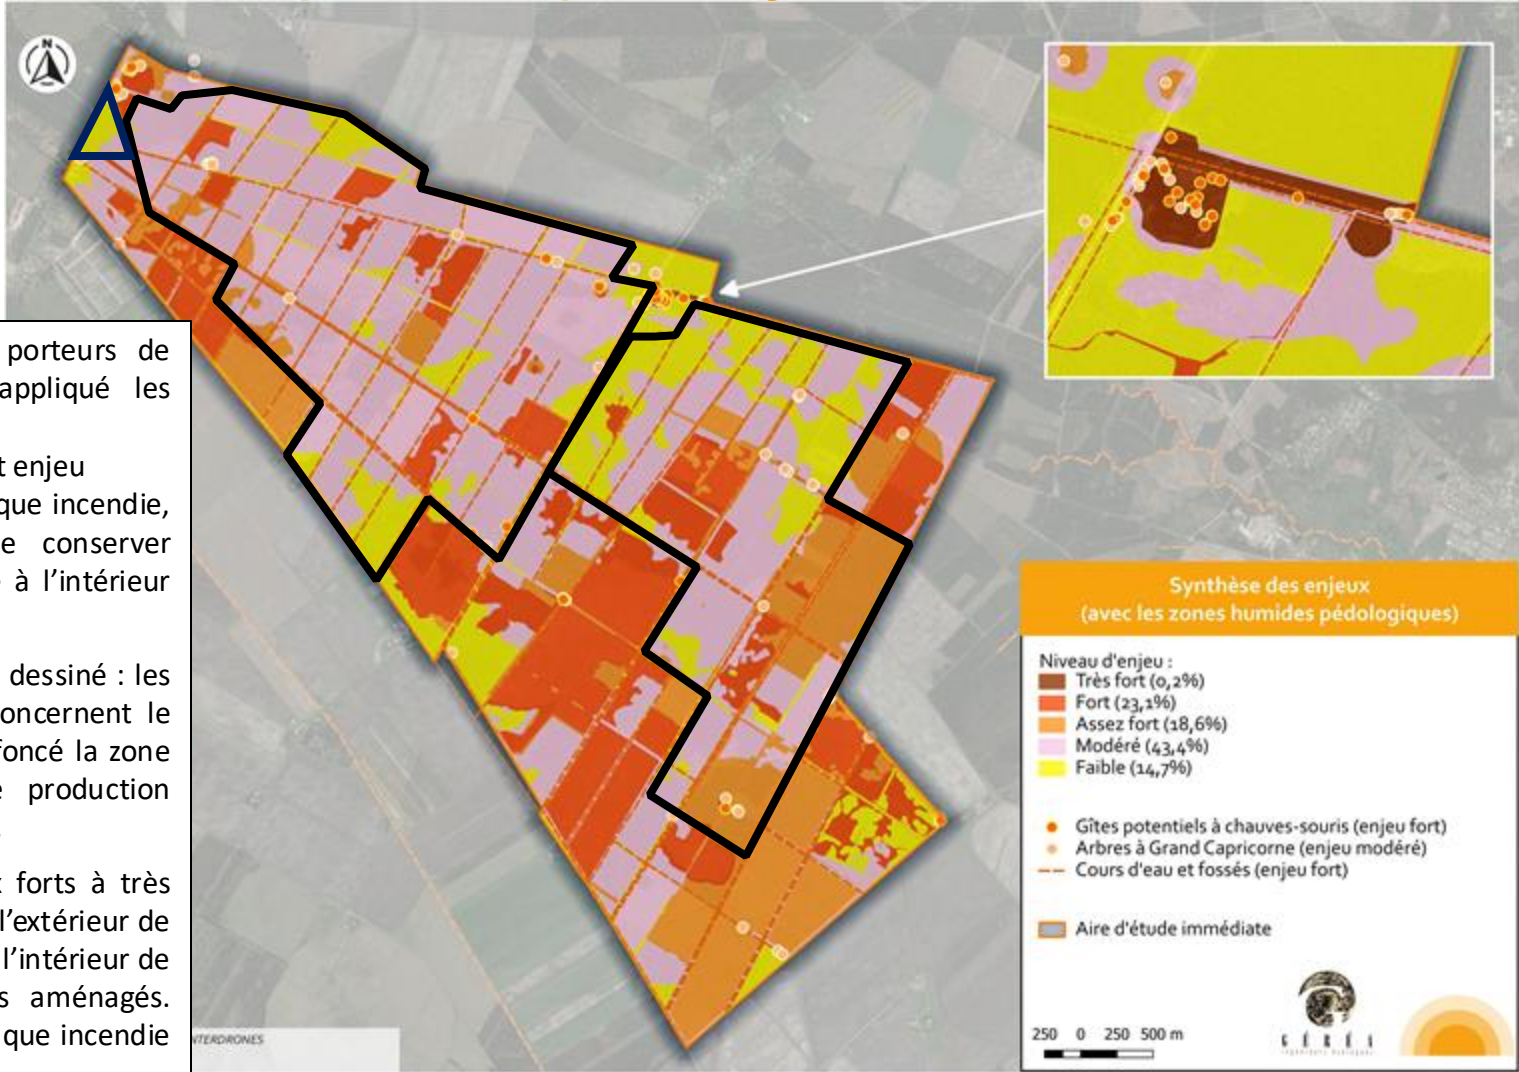 N
porteurs de
appliqué les
t enjeu
que incendie,
e conserver
à l'intérieur
dessiné : les
oncernent le
foncé la zone
production
x forts à très
l'extérieur de
l'intérieur de
s aménagés.
que incendie
NTERDRONES
Synthèse des enjeux
(avec les zones humides pédologiques)
Niveau d'enjeu :
Très fort (0,2%)
Fort (23,1%)
Assez fort (18,6%)
Modéré (43,4%)
Faible (14,7%)
Gîtes potentiels à chauves-souris (enjeu fort)
Arbres à Grand Capricorne (enjeu modéré)
Cours d'eau et fossés (enjeu fort)
Aire d'étude immédiate
250 0 250 500 m
GÉRÉA